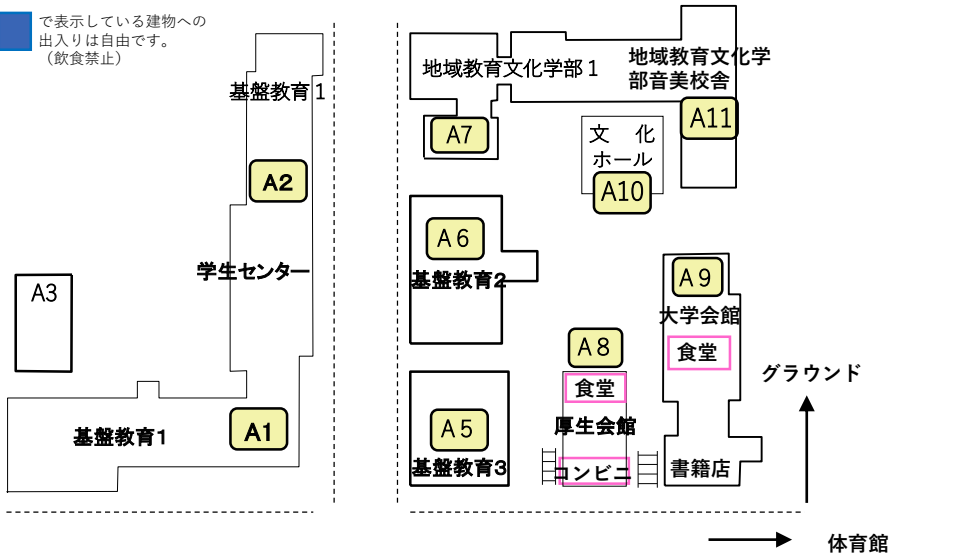 で表示している建物への
出入りは自由です。
（飲食禁止）
基盤教育１
A2
学生センター
A3
基盤教育1
A1
地域教育文化学部１
地域教育文化学
部音美校舎
A7
文　化
ホール
A10
A11
A６
基盤教育2
A９
大学会館
食堂
A８
食堂
厚生会館
コンビニ
A５
基盤教育3
書籍店
グラウンド
体育館